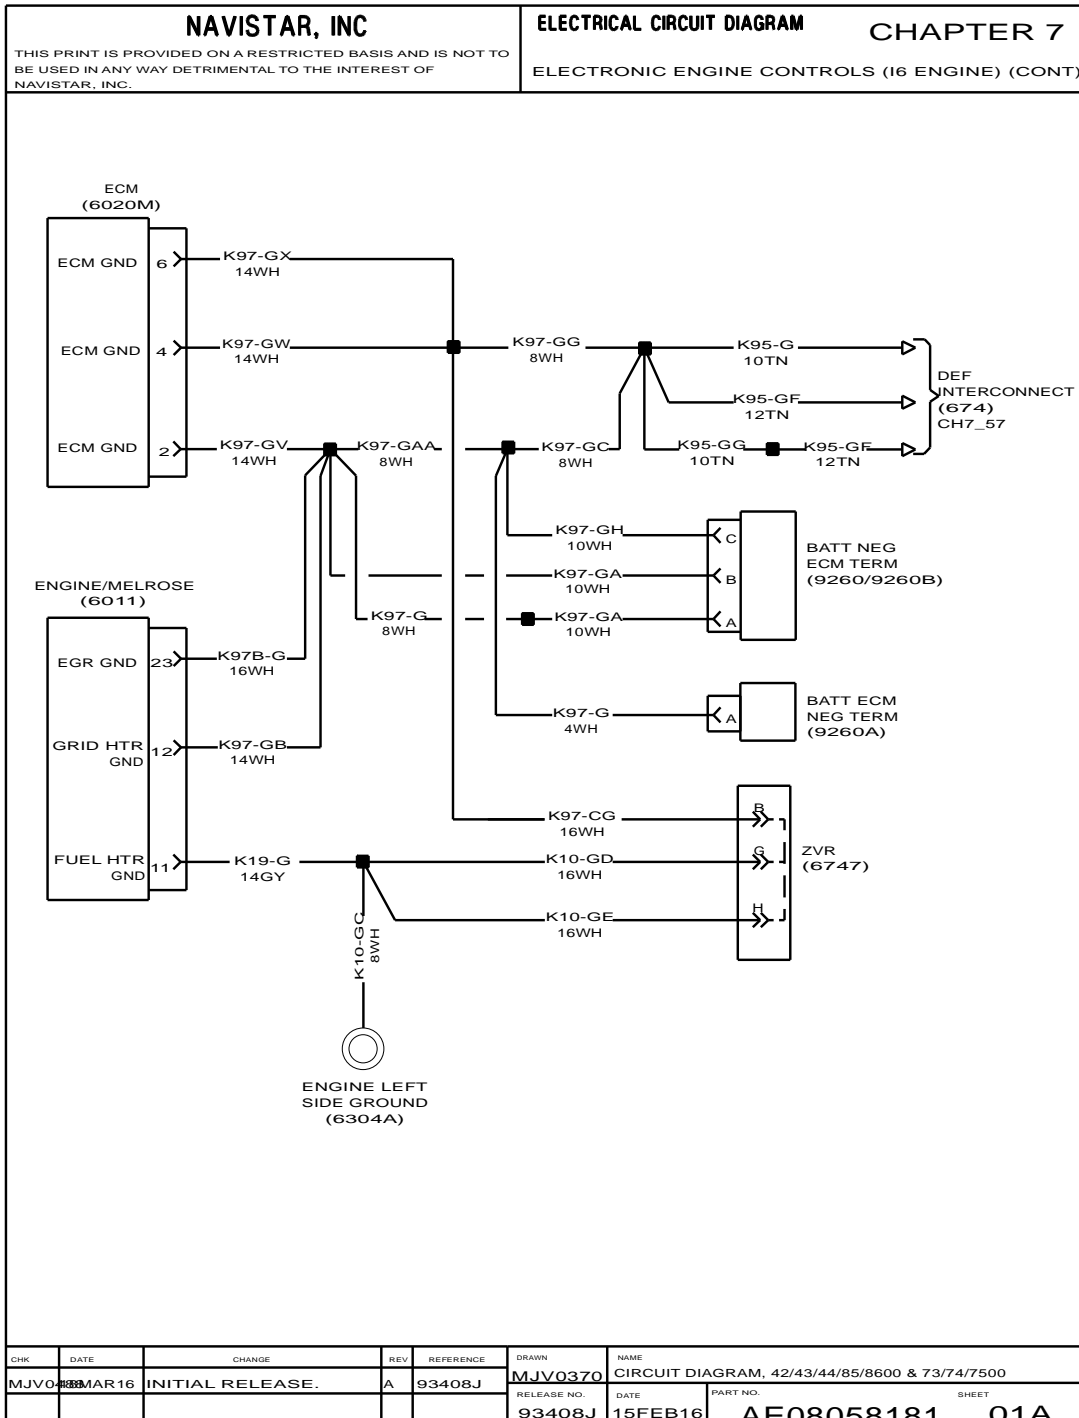 NAVISTAR, INC
THIS PRINT IS PROVIDED ON A RESTRICTED BASIS AND IS NOT TO
BE USED IN ANY WAY DETRIMENTAL TO THE INTEREST OF
NAVISTAR, INC.
ELECTRICAL CIRCUIT DIAGRAM
CHAPTER 7
ELECTRONIC ENGINE CONTROLS (I6 ENGINE) (CONT)
ECM
(6020M)
ECM GND 6
K97-GX
14WH
ECM GND 4
K97-GW
14WH
K97-GG
8WH
K95-G
10TN
K95-GF
12TN
DEF
INTERCONNECT
(674)
CH7_57
ECM GND 2
K97-GV
14WH
K97-GAA
8WH
K97-GC
8WH
K95-GG
10TN
K95-GF
12TN
K97-GH
10WH
C
K97-GA
10WH
B
K97-G
8WH
K97-GA
10WH
A
BATT NEG
ECM TERM
(9260/9260B)
ENGINE/MELROSE
(6011)
EGR GND 23
K97B-G
16WH
K97-G
4WH
A
BATT ECM
NEG TERM
(9260A)
GRID HTR
GND
12
K97-GB
14WH
K97-CG
16WH
B
FUEL HTR
GND
11
K19-G
14GY
K10-GD
16WH
G
ZVR
(6747)
K10-GE
16WH
H
K10-GC
8WH
ENGINE LEFT
SIDE GROUND
(6304A)
CHK DATE CHANGE REV REFERENCE
INITIAL RELEASE. A 93408J
DRAWN
MJV0370
NAME
CIRCUIT DIAGRAM, 42/43/44/85/8600 & 73/74/7500
RELEASE NO.
93408J
DATE
15FEB16
PART NO.
AE08058181
SHEET
01A